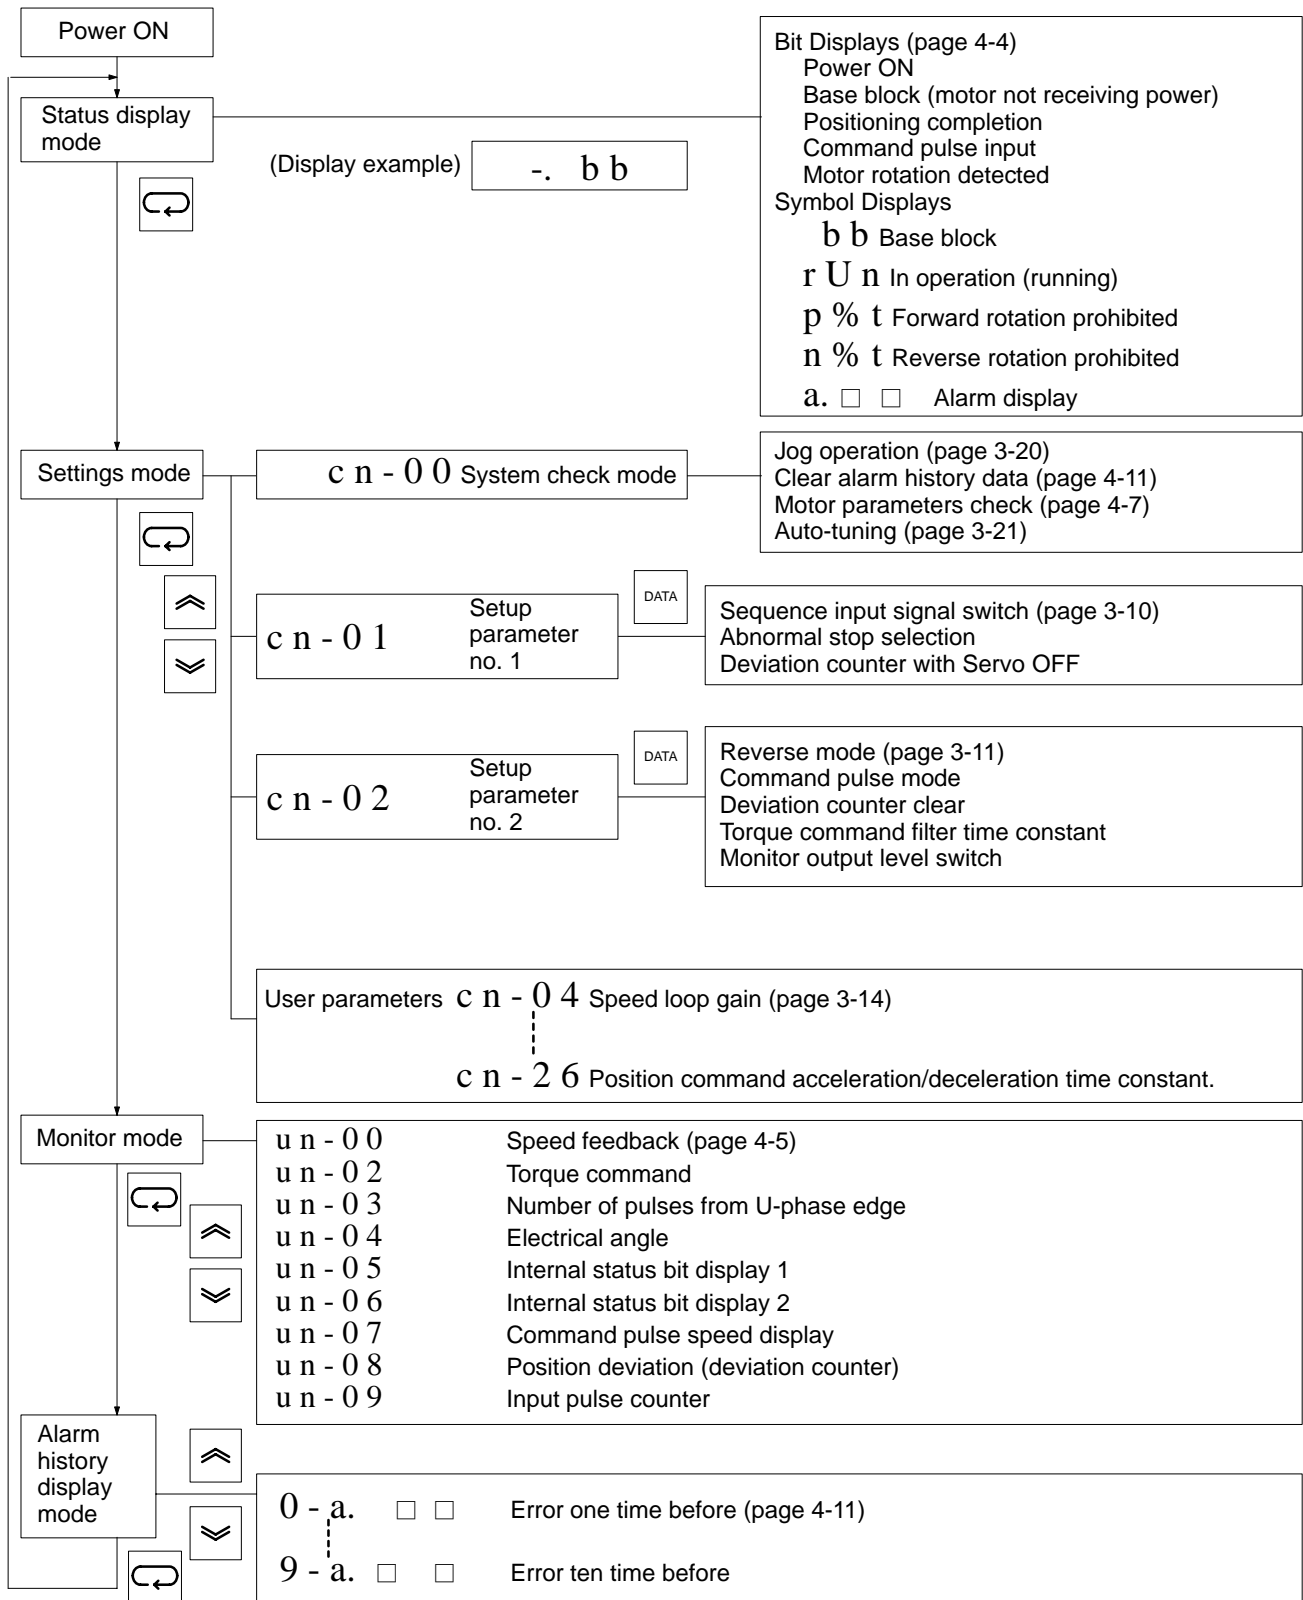 Power ON
Status display
mode
(Display example)
-. b b
Bit Displays (page 4-4)
Power ON
Base block (motor not receiving power)
Positioning completion
Command pulse input
Motor rotation detected
Symbol Displays
b b Base block
r U n In operation (running)
p % t Forward rotation prohibited
n % t Reverse rotation prohibited
a. □ □ Alarm display
Settings mode
c n - 0 0 System check mode
Jog operation (page 3-20)
Clear alarm history data (page 4-11)
Motor parameters check (page 4-7)
Auto-tuning (page 3-21)
c n - 0 1
Setup
parameter
no. 1
DATA
Sequence input signal switch (page 3-10)
Abnormal stop selection
Deviation counter with Servo OFF
c n - 0 2
Setup
parameter
no. 2
DATA
Reverse mode (page 3-11)
Command pulse mode
Deviation counter clear
Torque command filter time constant
Monitor output level switch
User parameters c n - 0 4 Speed loop gain (page 3-14)
c n - 2 6 Position command acceleration/deceleration time constant.
Monitor mode
u n - 0 0 Speed feedback (page 4-5)
u n - 0 2 Torque command
u n - 0 3 Number of pulses from U-phase edge
u n - 0 4 Electrical angle
u n - 0 5 Internal status bit display 1
u n - 0 6 Internal status bit display 2
u n - 0 7 Command pulse speed display
u n - 0 8 Position deviation (deviation counter)
u n - 0 9 Input pulse counter
Alarm
history
display
mode
0 - a. □ □ Error one time before (page 4-11)
9 - a. □ □ Error ten time before